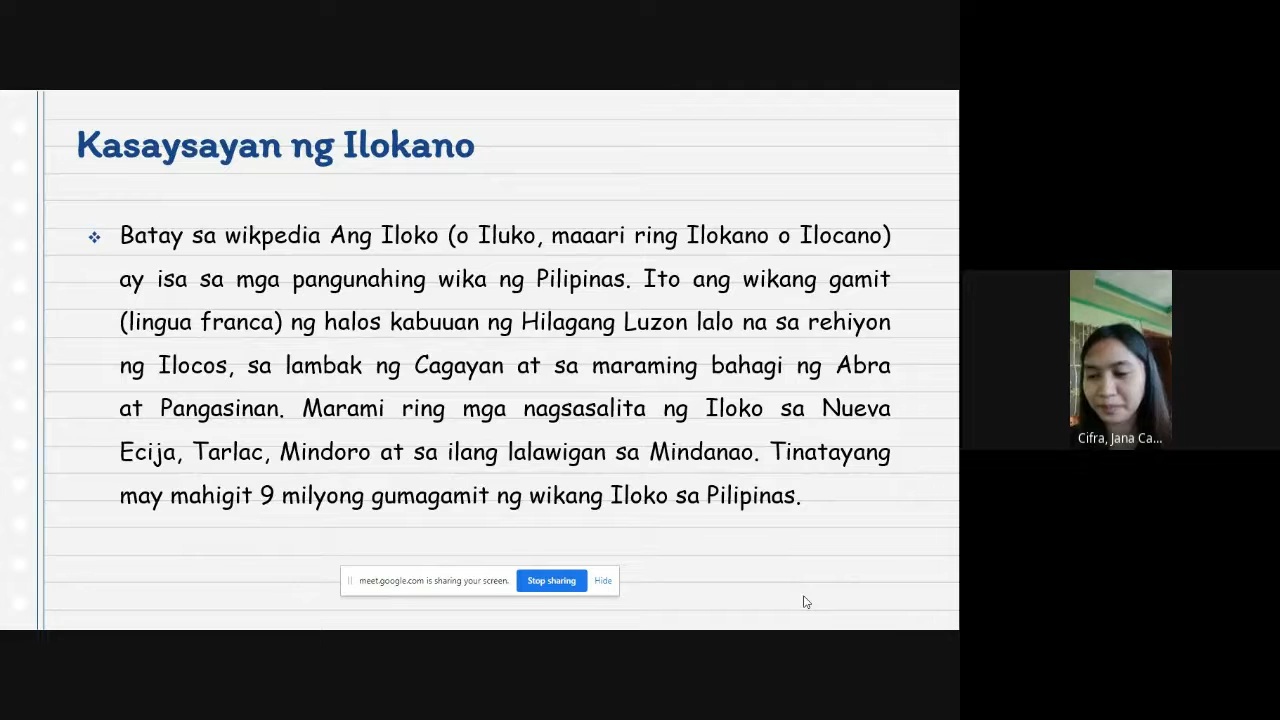 Kasaysayan ng Ilokano
Batay sa wikpedia Ang Iloko (o Iluko, maaari ring Ilokano o Ilocano)
ay isa sa mga pangunahing wika ng Pilipinas. Ito ang wikang gamit
(lingua franca) ng halos kabuuan ng Hilagang Luzon lalo na sa rehiyon
ng Ilocos, sa lambak ng Cagayan at sa maraming bahagi ng Abra
at Pangasinan. Marami ring mga nagsasalita ng Iloko sa Nueva
Ecija, Tarlac, Mindoro at sa ilang lalawigan sa Mindanao. Tinatayang
may mahigit 9 milyong gumagamit ng wikang Iloko sa Pilipinas.
meet.google.com is sharing your screen. Stop sharing Hide
Cifra, Jana Ca...